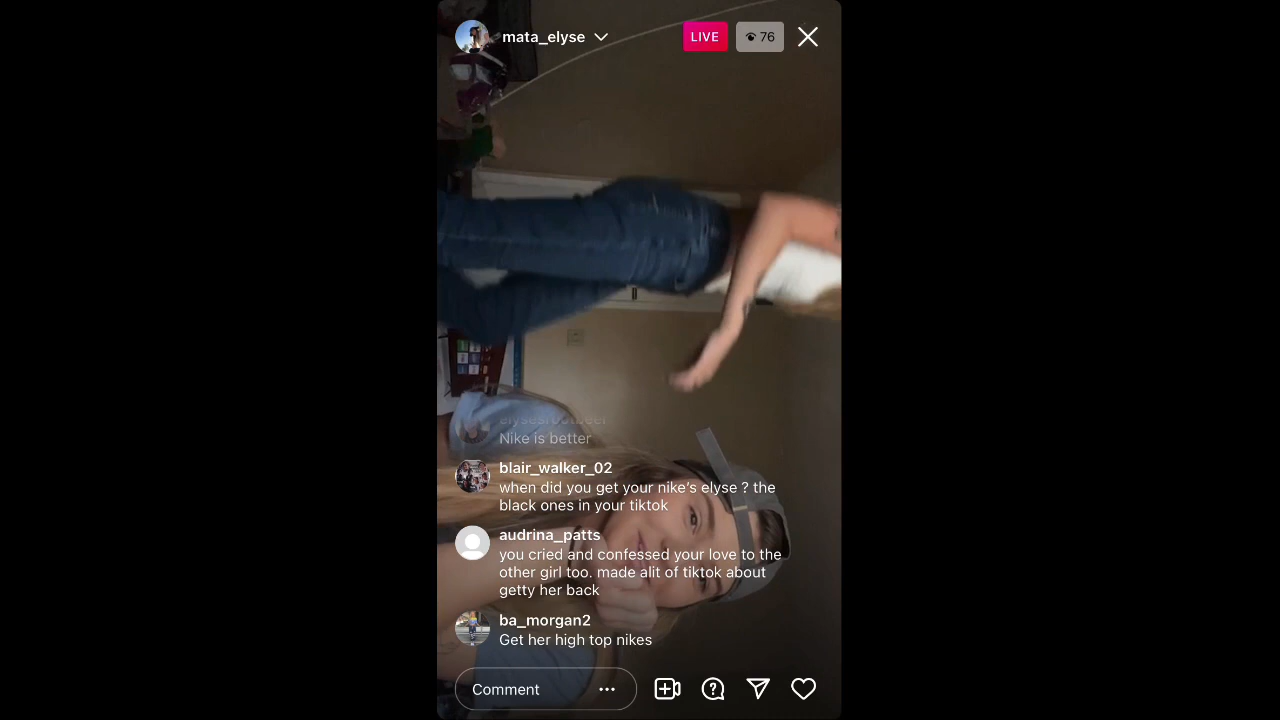 mata_elyse
LIVE
76
elysesrootbeer
Nike is better
blair_walker_02
when did you get your nike's elyse ? the
black ones in your tiktok
audrina_patts
you cried and confessed your love to the
other girl too. made alit of tiktok about
getty her back
ba_morgan2
Get her high top nikes
Comment